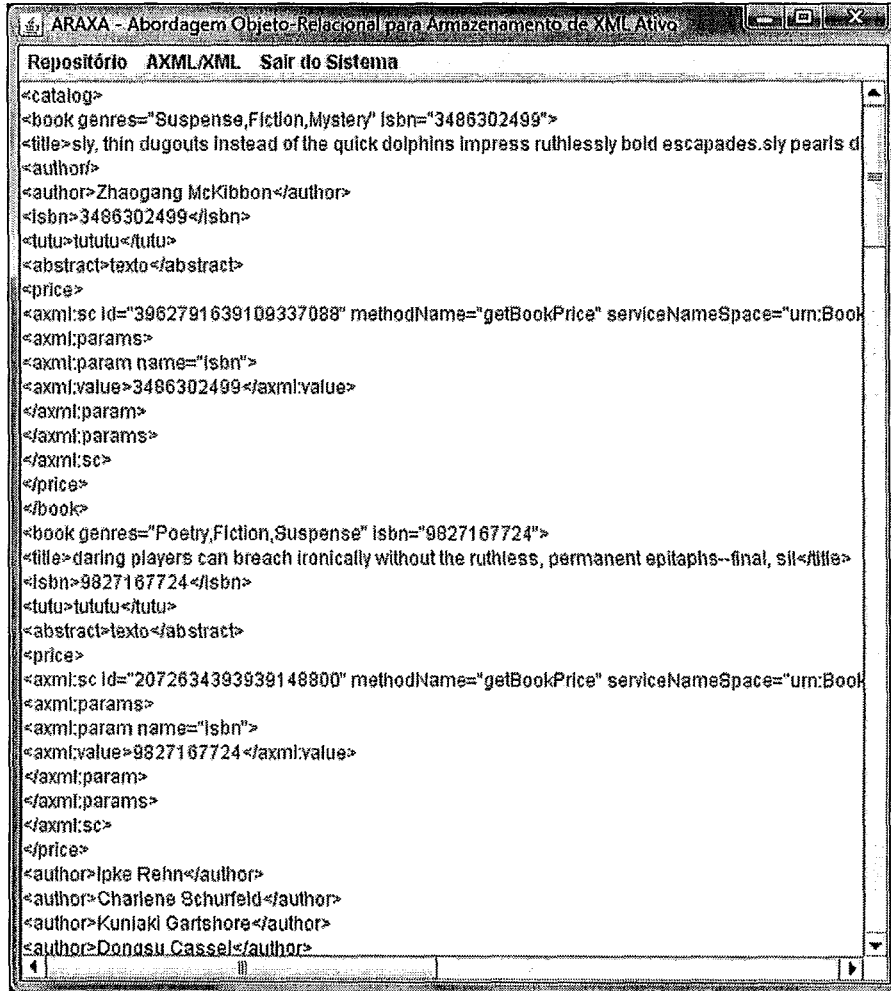 ARAXA - Abordagem Objeto-Relacional para Armazenamento de XML Ativo
Repositório AXML/XML Sair do Sistema
<catalog>
<book genres="Suspense,Fiction,Mystery" isbn="3486302499">
<title>sly, thin dugouts instead of the quick dolphins impress ruthlessly bold escapades.sly pearls d
<author/>
<author>Zhaogang McKibbon</author>
<isbn>3486302499</isbn>
<tutu>tututu</tutu>
<abstract>texto</abstract>
<price>
<axml:sc id="3962791639109337088" methodName="getBookPrice" serviceNameSpace="urn:Book
<axml:params>
<axml:param name="isbn">
<axml:value>3486302499</axml:value>
</axml:param>
</axml:params>
</axml:sc>
</price>
</book>
<book genres="Poetry,Fiction,Suspense" isbn="9827167724">
<title>daring players can breach ironically without the ruthless, permanent epitaphs--final, sil</title>
<isbn>9827167724</isbn>
<tutu>tututu</tutu>
<abstract>texto</abstract>
<price>
<axml:sc id="2072634393939148800" methodName="getBookPrice" serviceNameSpace="urn:Book
<axml:params>
<axml:param name="isbn">
<axml:value>9827167724</axml:value>
</axml:param>
</axml:params>
</axml:sc>
</price>
<author>Ipke Rehn</author>
<author>Charlene Schurfeld</author>
<author>Kuniaki Gartshore</author>
<author>Dongsu Cassel</author>